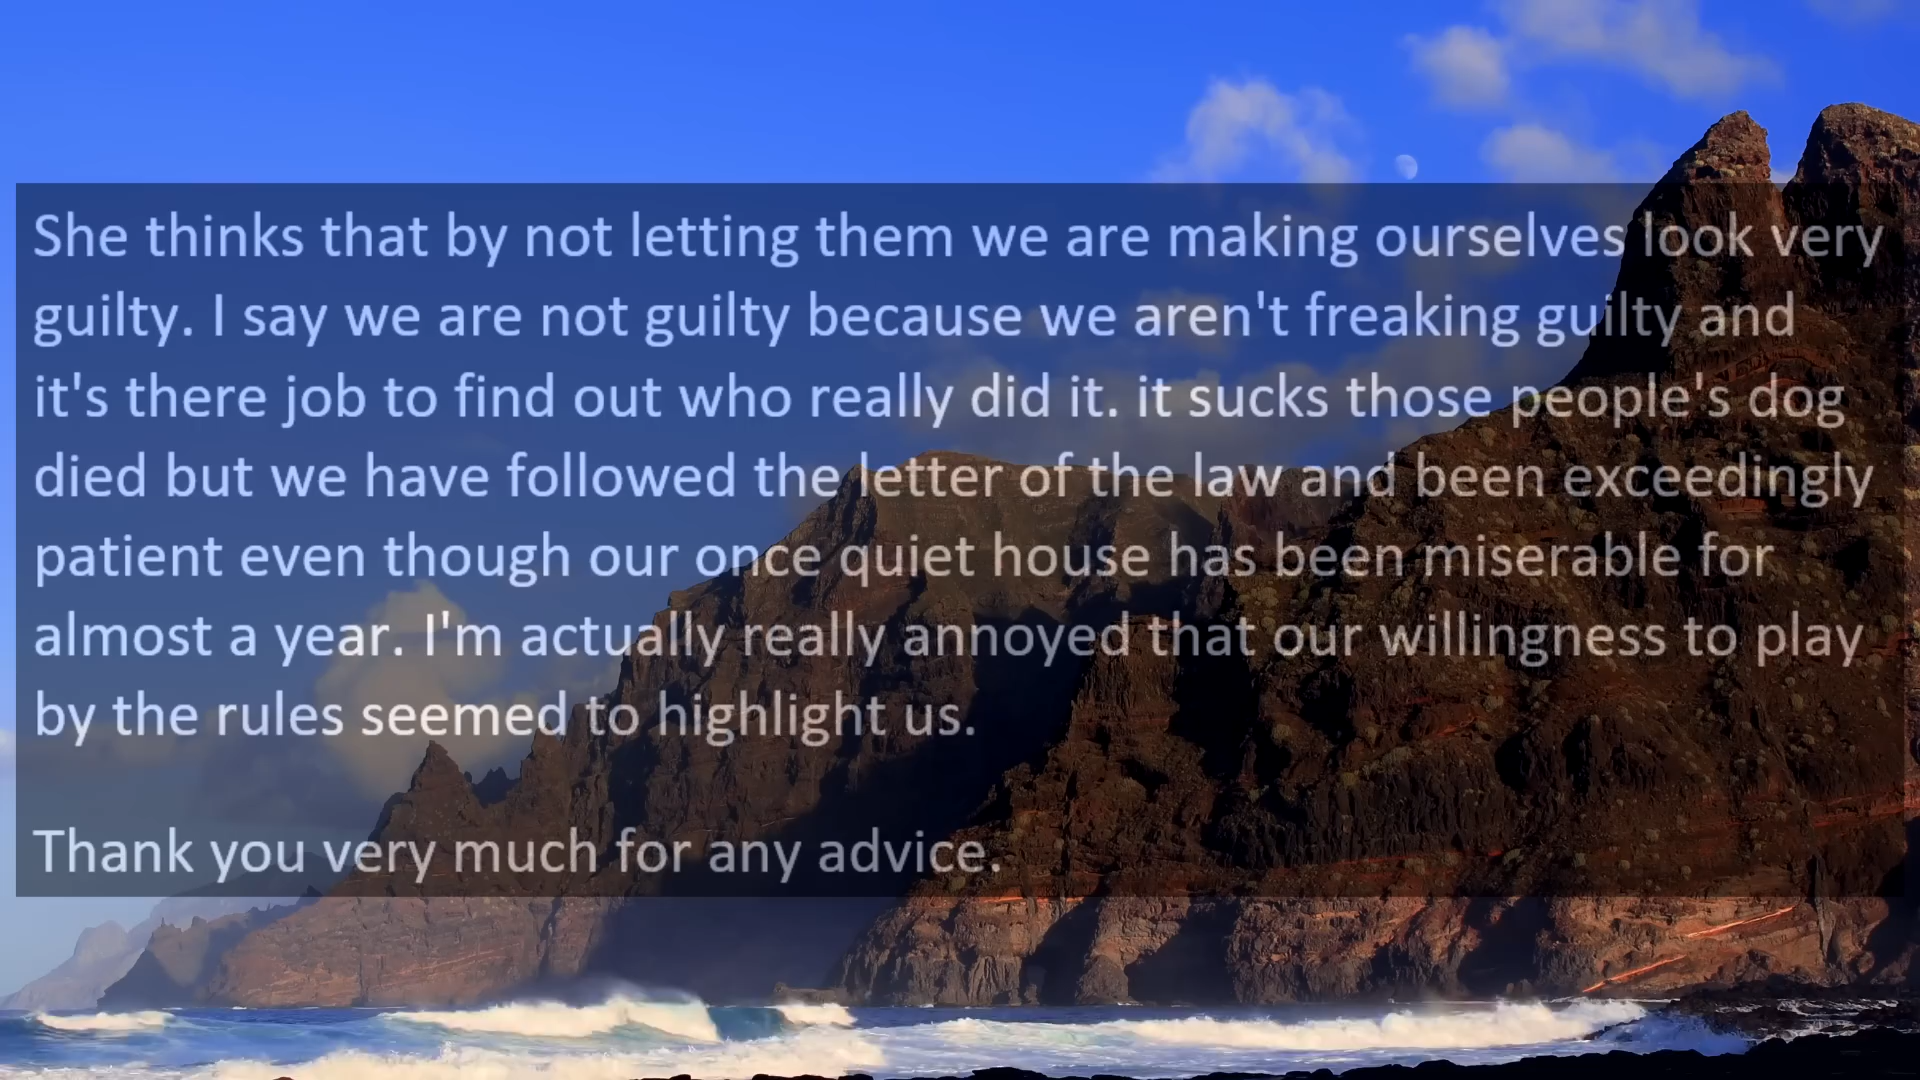 She thinks that by not letting them we are making ourselves look very
guilty. I say we are not guilty because we aren't freaking guilty and
it's there job to find out who really did it. it sucks those people's dog
died but we have followed the letter of the law and been exceedingly
patient even though our once quiet house has been miserable for
almost a year. I'm actually really annoyed that our willingness to play
by the rules seemed to highlight us.
Thank you very much for any advice.